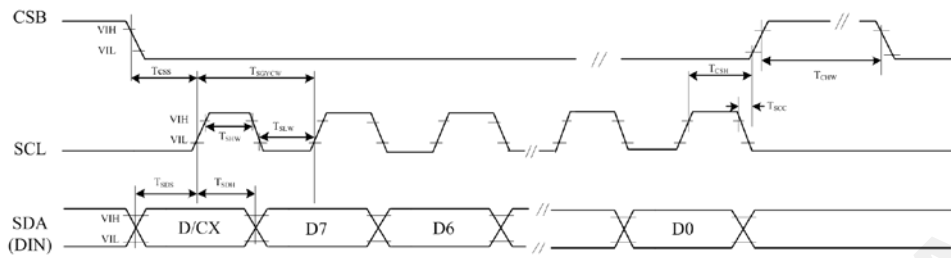 CSB
VIH
VIL
TCSS
TSCYCW
TCSH
TCHW
TSCC
SCL
VIH
VIL
TSHW
TSLW
TSDS
TSDH
SDA
(DIN)
VIH
VIL
D/CX
D7
D6
D0